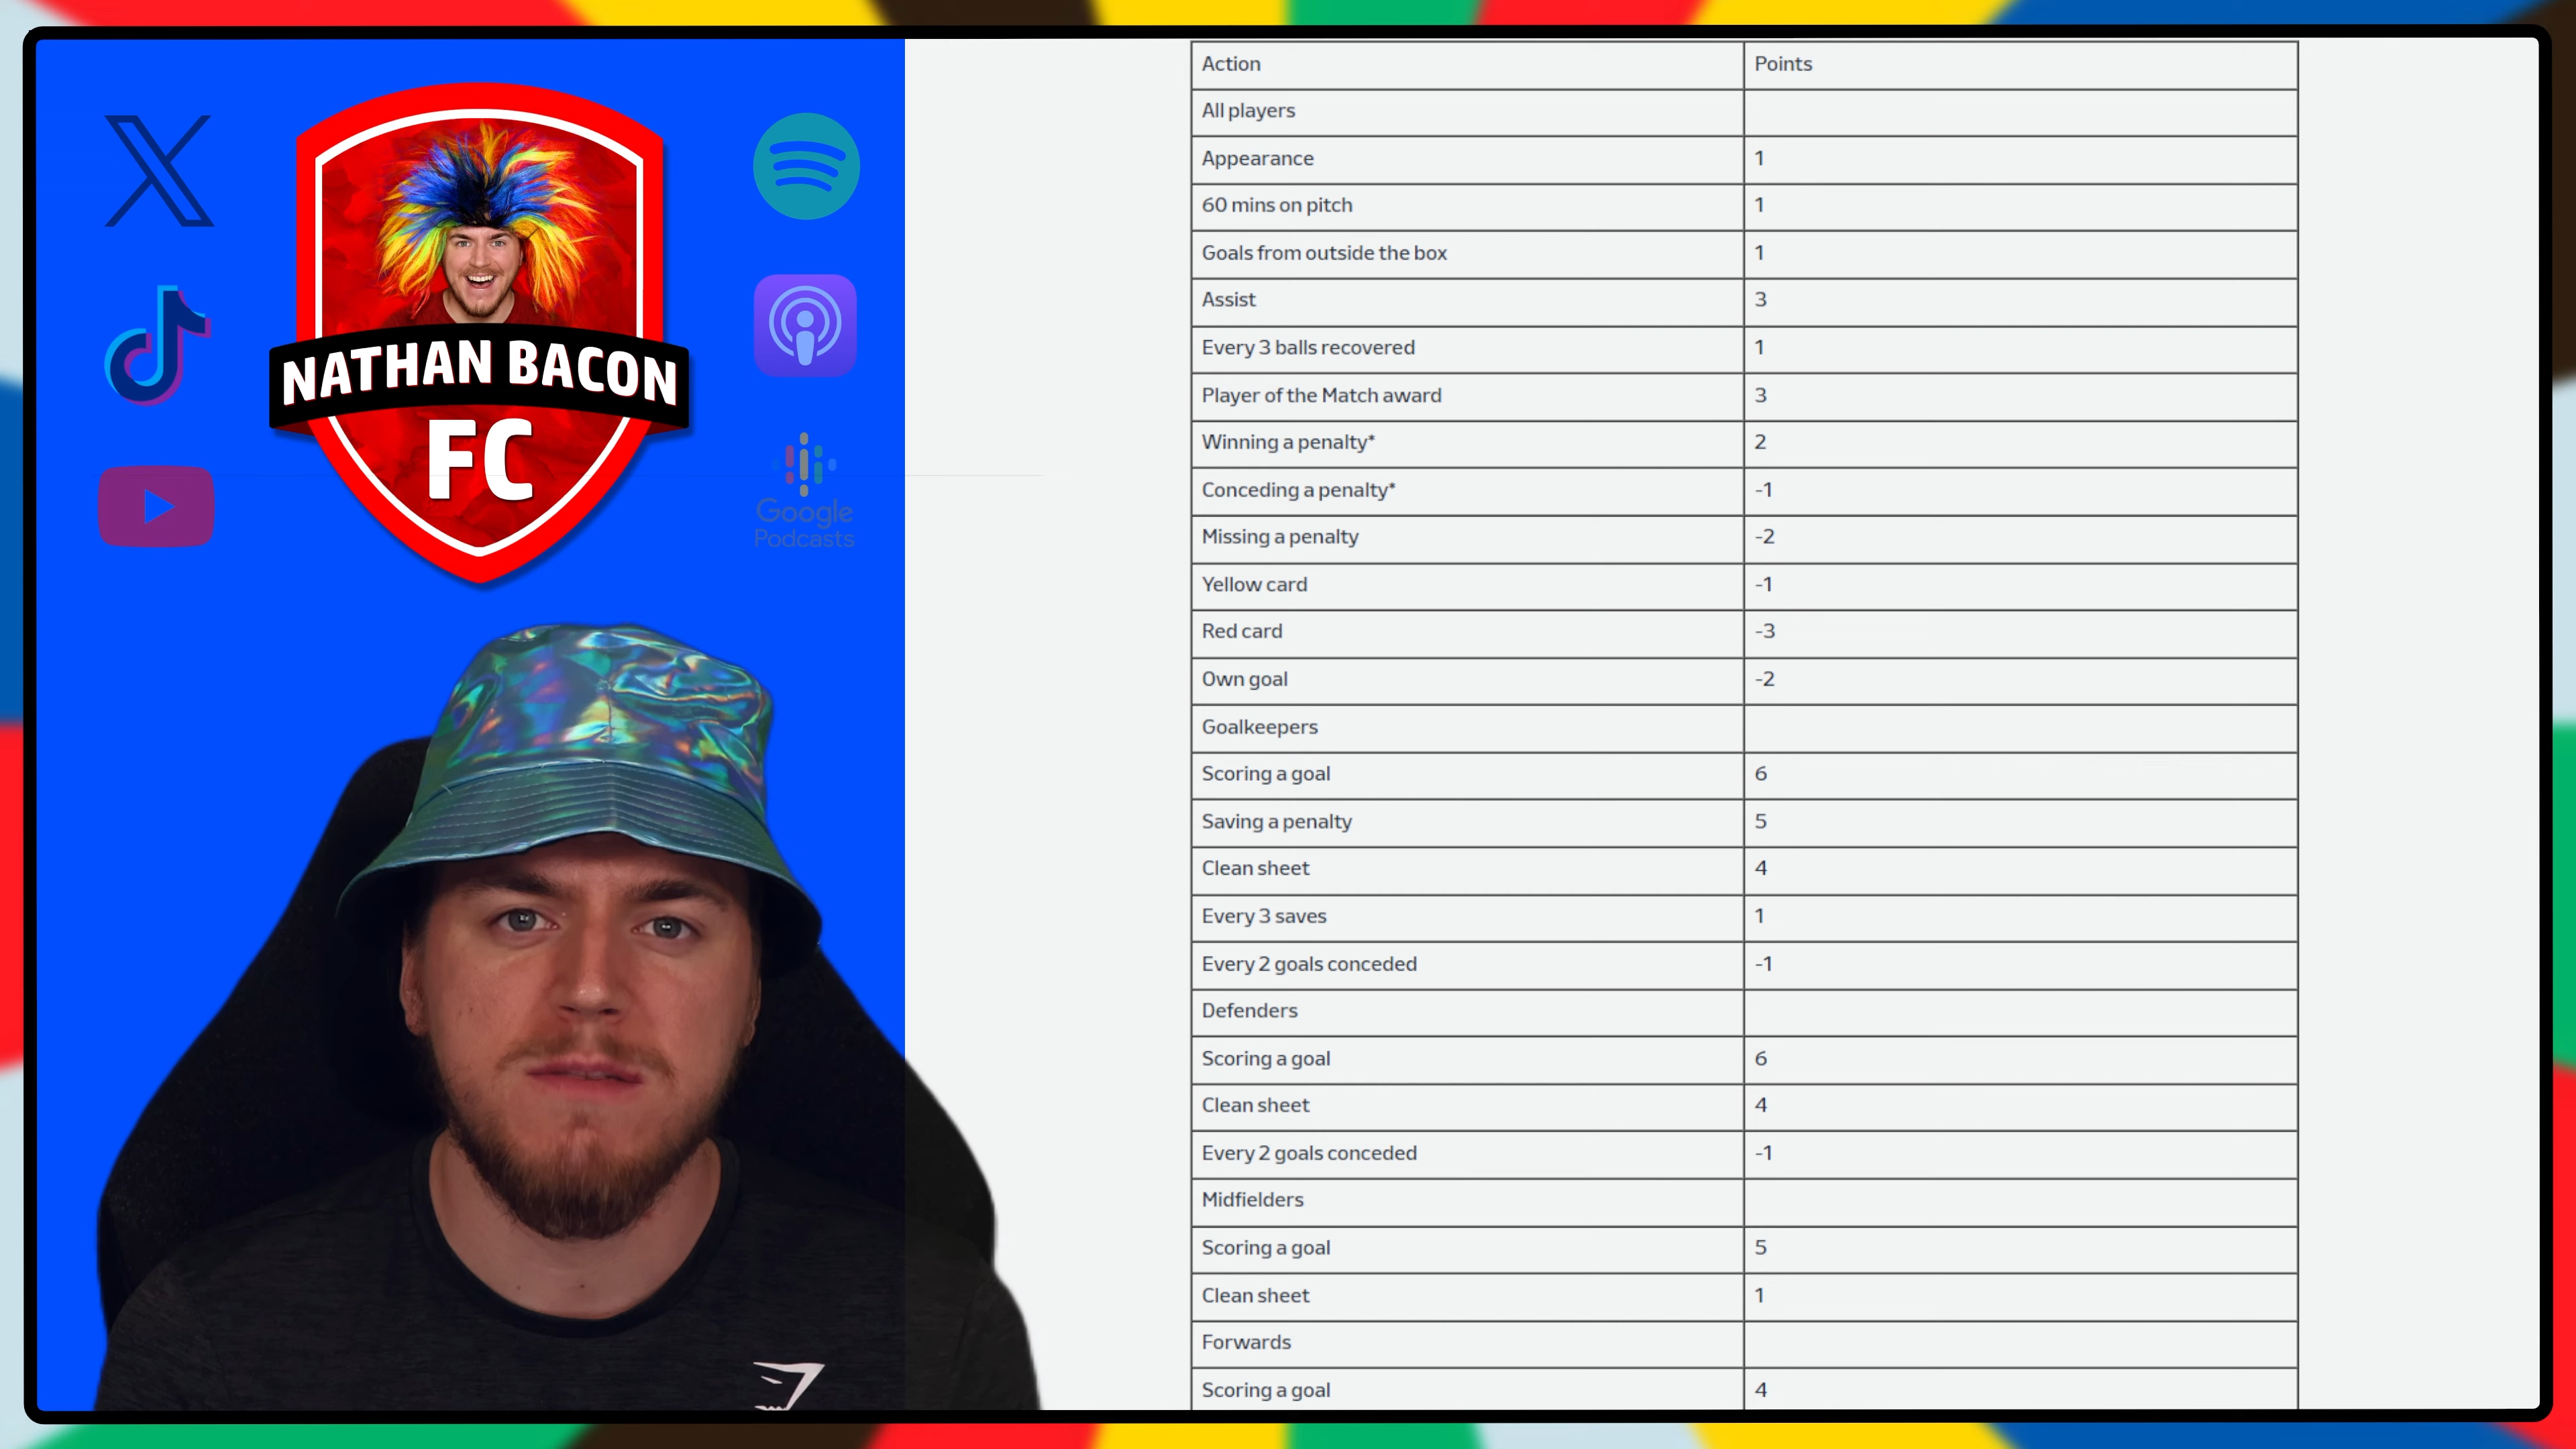 NATHAN BACON
FC
Google
Podcasts
Action Points
All players
Appearance 1
60 mins on pitch 1
Goals from outside the box 1
Assist 3
Every 3 balls recovered 1
Player of the Match award 3
Winning a penalty* 2
Conceding a penalty* -1
Missing a penalty -2
Yellow card -1
Red card -3
Own goal -2
Goalkeepers
Scoring a goal 6
Saving a penalty 5
Clean sheet 4
Every 3 saves 1
Every 2 goals conceded -1
Defenders
Scoring a goal 6
Clean sheet 4
Every 2 goals conceded -1
Midfielders
Scoring a goal 5
Clean sheet 1
Forwards
Scoring a goal 4